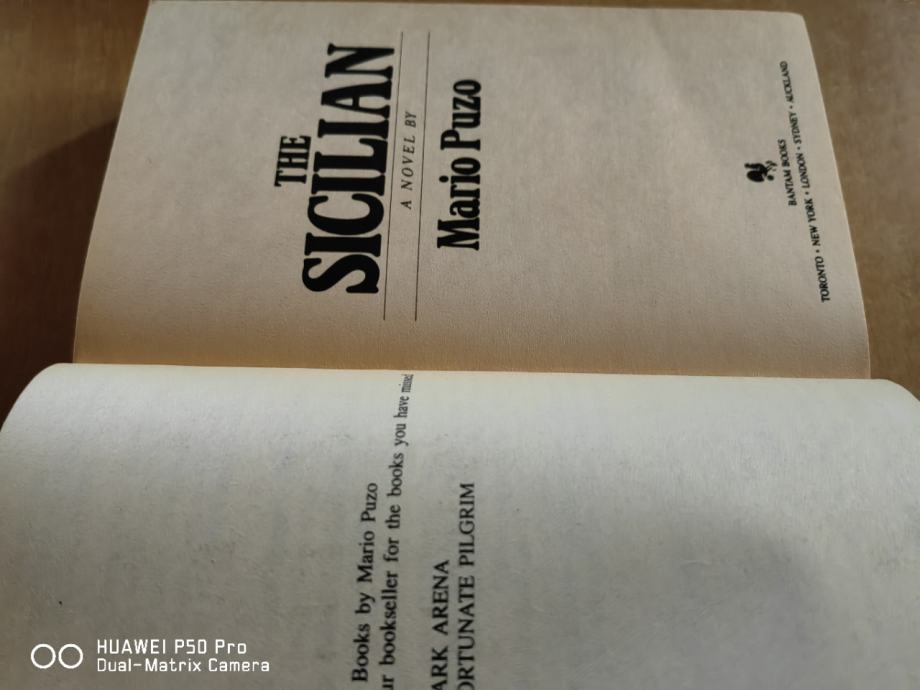 Books by Mario Puzo
ur bookseller for the books you have missed
ARK ARENA
ORTUNATE PILGRIM
THE
SICILIAN
A NOVEL BY
Mario Puzo
BANTAM BOOKS
TORONTO • NEW YORK • LONDON • SYDNEY • AUCKLAND
HUAWEI P50 Pro
Dual-Matrix Camera